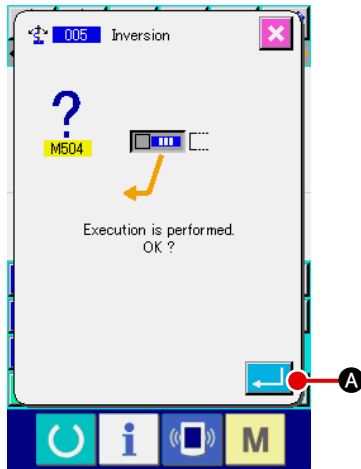 005 Inversion
?
M504
Execution is performed.
OK ?
A
i
M